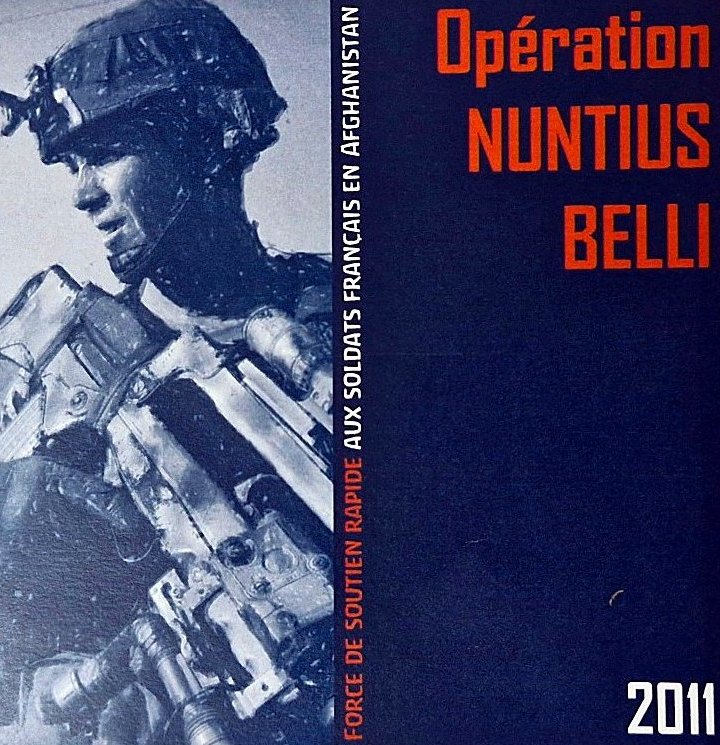 Opération
NUNTIUS
BELLI
FORCE DE SOUTIEN RAPIDE AUX SOLDATS FRANÇAIS EN AFGHANISTAN
2011